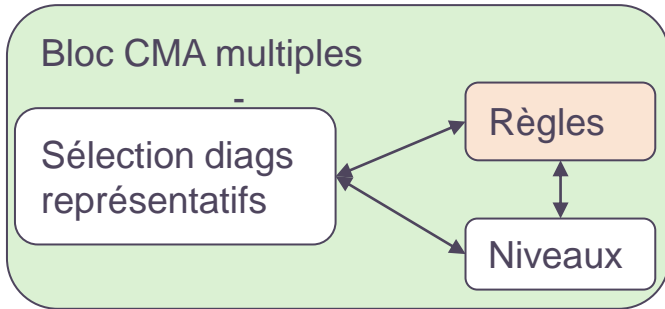 Bloc CMA multiples
-
Règles
Sélection diags
représentatifs
Niveaux